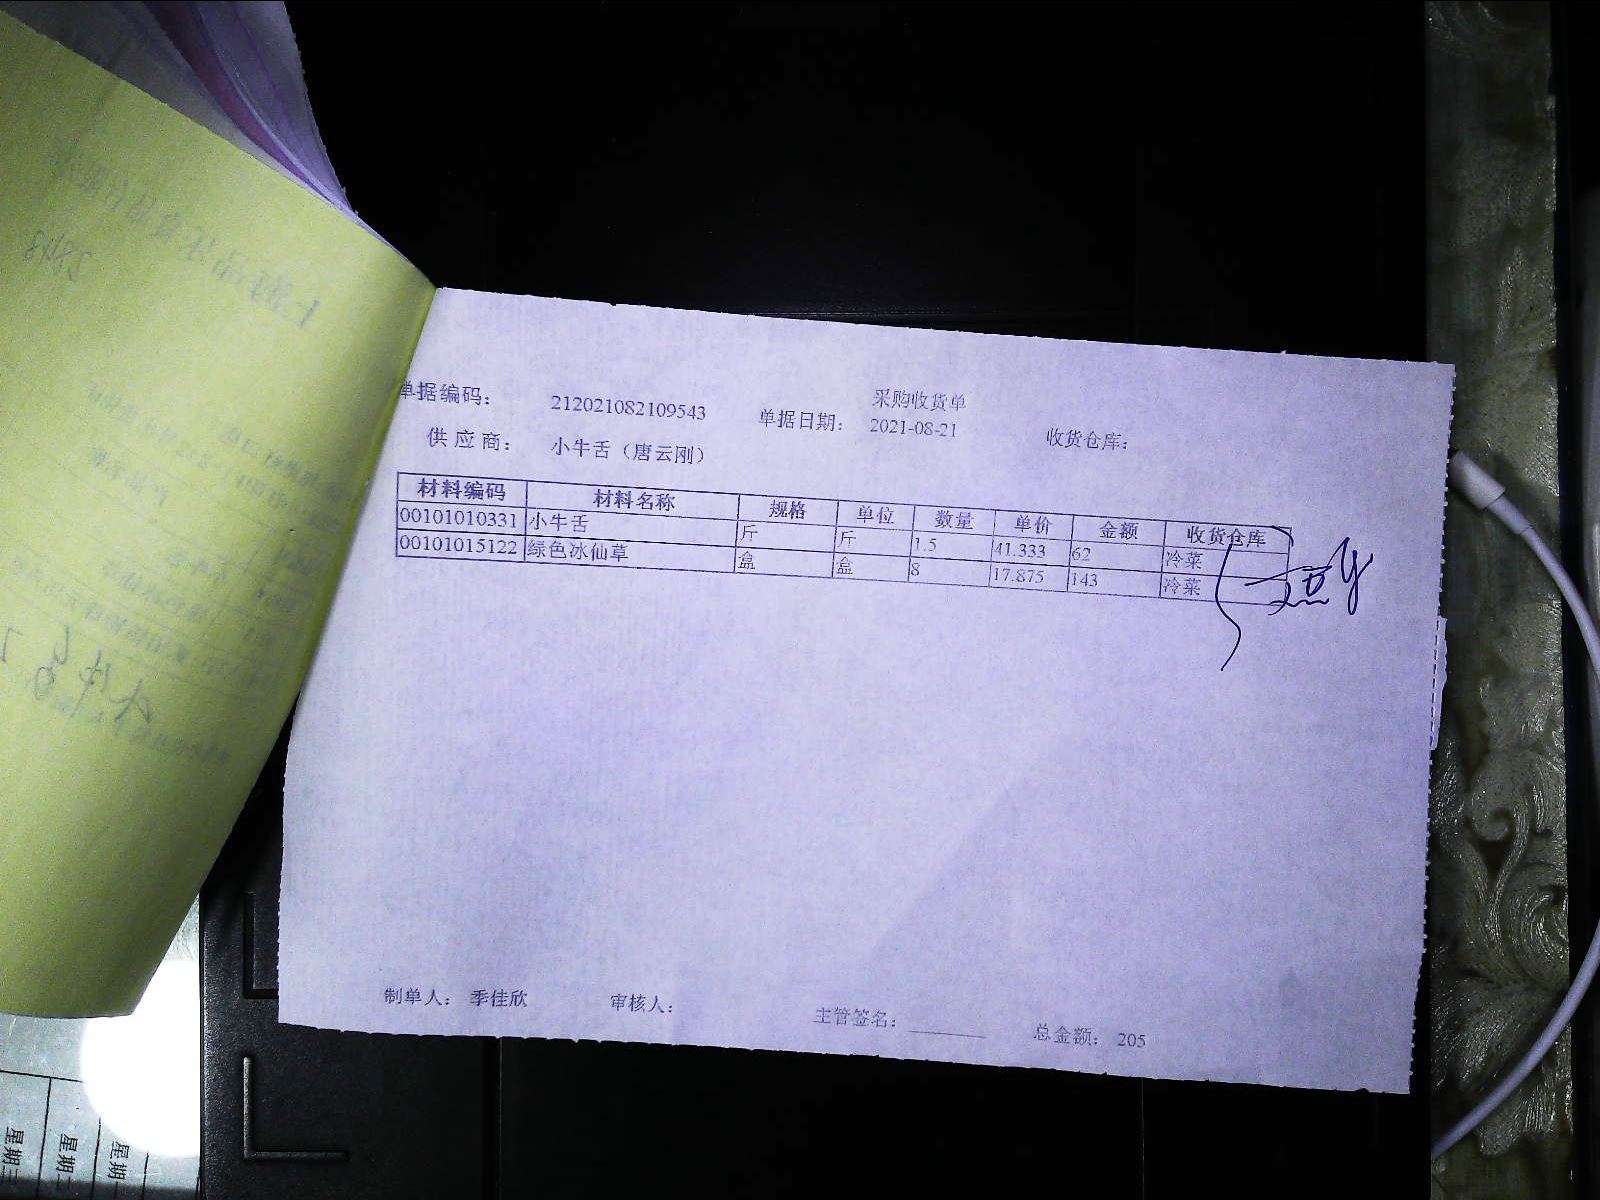 采购收货单
单据编码： 212021082109543 单据日期： 2021-08-21 收货仓库：
供应商： 小牛舌（唐云刚）
材料编码 材料名称 规格 单位 数量 单价 金额 收货仓库
00101010331 小牛舌 斤 斤 1.5 41.333 62 冷菜
00101015122 绿色冰仙草 盒 盒 8 17.875 143 冷菜
制单人： 季佳欣 审核人： 主管签名： 总金额： 205